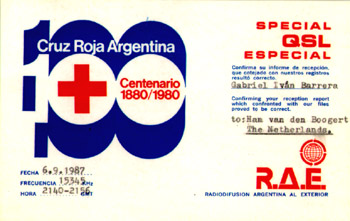 Cruz Roja Argentina
Centenario
1880/1980
FECHA 6.9.1987
FRECUENCIA 15345 KHz
HORA 2140-2156 GMT
SPECIAL
QSL
ESPECIAL
Confirma su informe de recepción,
que cotejado con nuestros registros
resultó correcto.
Gabriel Iván Barrera
Confirming your reception report
which confronted with our files
proved to be correct.
to:Ham van den Boogert
The Netherlands.
R.A.E.
RADIODIFUSION ARGENTINA AL EXTERIOR